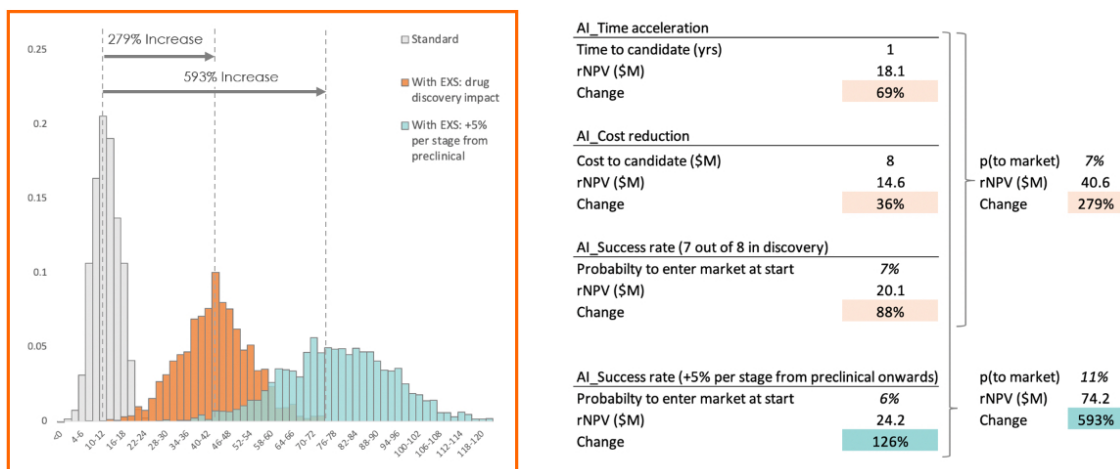 279% Increase
593% Increase
Standard
With EXS: drug
discovery impact
With EXS: +5%
per stage from
preclinical
0.25
0.2
0.15
0.1
0.05
0
<0
4-6
10-12
16-18
22-24
28-30
34-36
40-42
46-48
52-54
58-60
64-66
70-72
76-78
82-84
88-90
94-96
100-102
106-108
112-114
118-120
AI_Time acceleration
Time to candidate (yrs) 1
rNPV ($M) 18.1
Change 69%
AI_Cost reduction
Cost to candidate ($M) 8
rNPV ($M) 14.6
Change 36%
AI_Success rate (7 out of 8 in discovery)
Probabilty to enter market at start 7%
rNPV ($M) 20.1
Change 88%
p(to market) 7%
rNPV ($M) 40.6
Change 279%
AI_Success rate (+5% per stage from preclinical onwards)
Probabilty to enter market at start 6%
rNPV ($M) 24.2
Change 126%
p(to market) 11%
rNPV ($M) 74.2
Change 593%